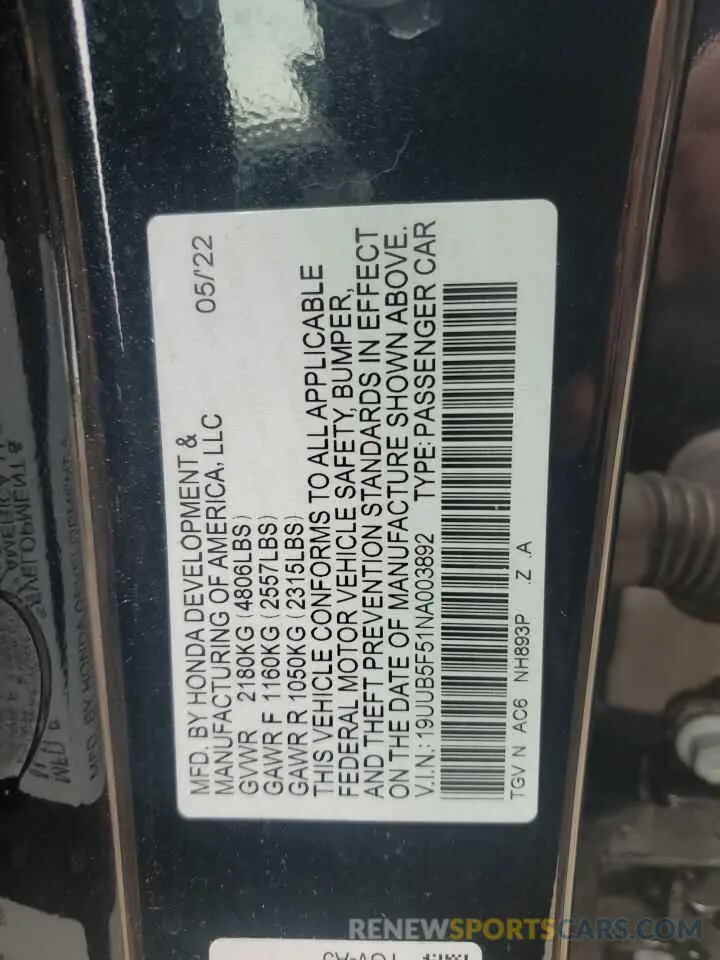 MFD. BY HONDA DEVELOPMENT &
MANUFACTURING OF AMERICA, LLC 05/'22
GVWR 2180KG (4806LBS)
GAWR F 1160KG (2557LBS)
GAWR R 1050KG (2315LBS)
THIS VEHICLE CONFORMS TO ALL APPLICABLE
FEDERAL MOTOR VEHICLE SAFETY, BUMPER,
AND THEFT PREVENTION STANDARDS IN EFFECT
ON THE DATE OF MANUFACTURE SHOWN ABOVE.
V.I.N.: 19UUB5F51NA003892 TYPE: PASSENGER CAR
TGV N AC6 NH893P .Z .A
RENEWSPORTSCARS.COM